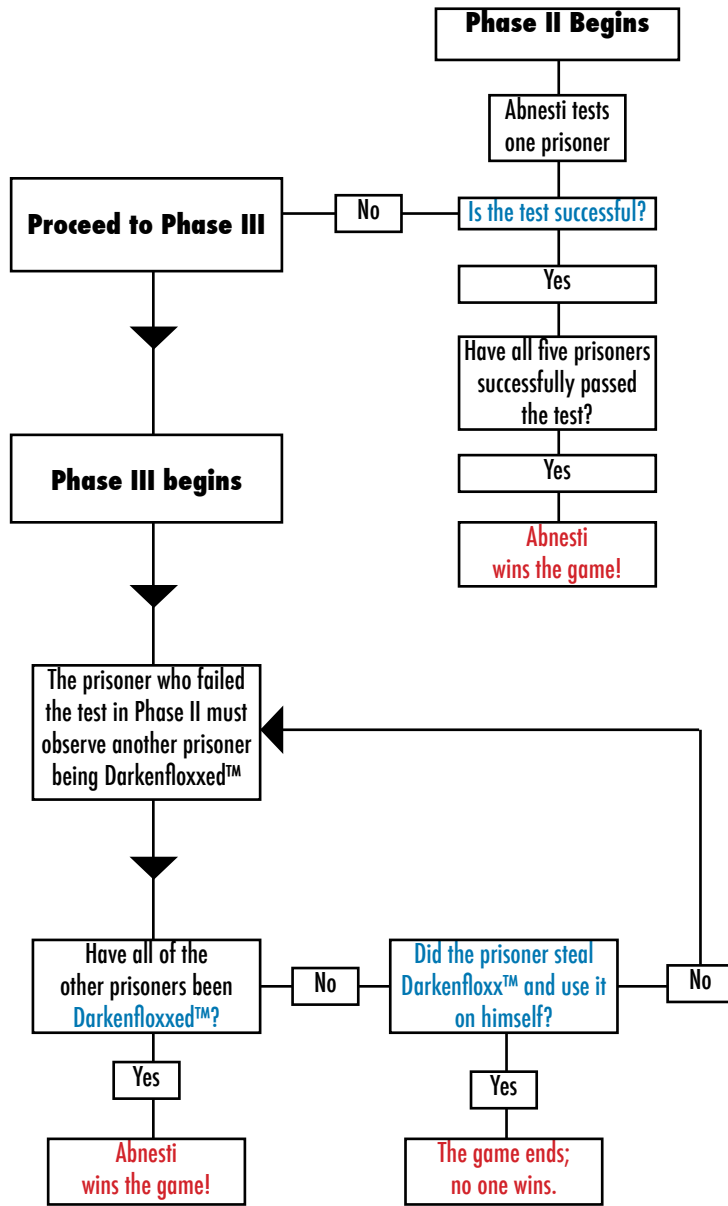 Phase II Begins
Abnesti tests
one prisoner
Is the test successful?
No
Proceed to Phase III
Yes
Have all five prisoners
successfully passed
the test?
Yes
Abnesti
wins the game!
Phase III begins
The prisoner who failed
the test in Phase II must
observe another prisoner
being Darkenfloxxed™
Have all of the
other prisoners been
Darkenfloxxed™?
No
Did the prisoner steal
Darkenfloxx™ and use it
on himself?
No
Yes
Abnesti
wins the game!
Yes
The game ends;
no one wins.